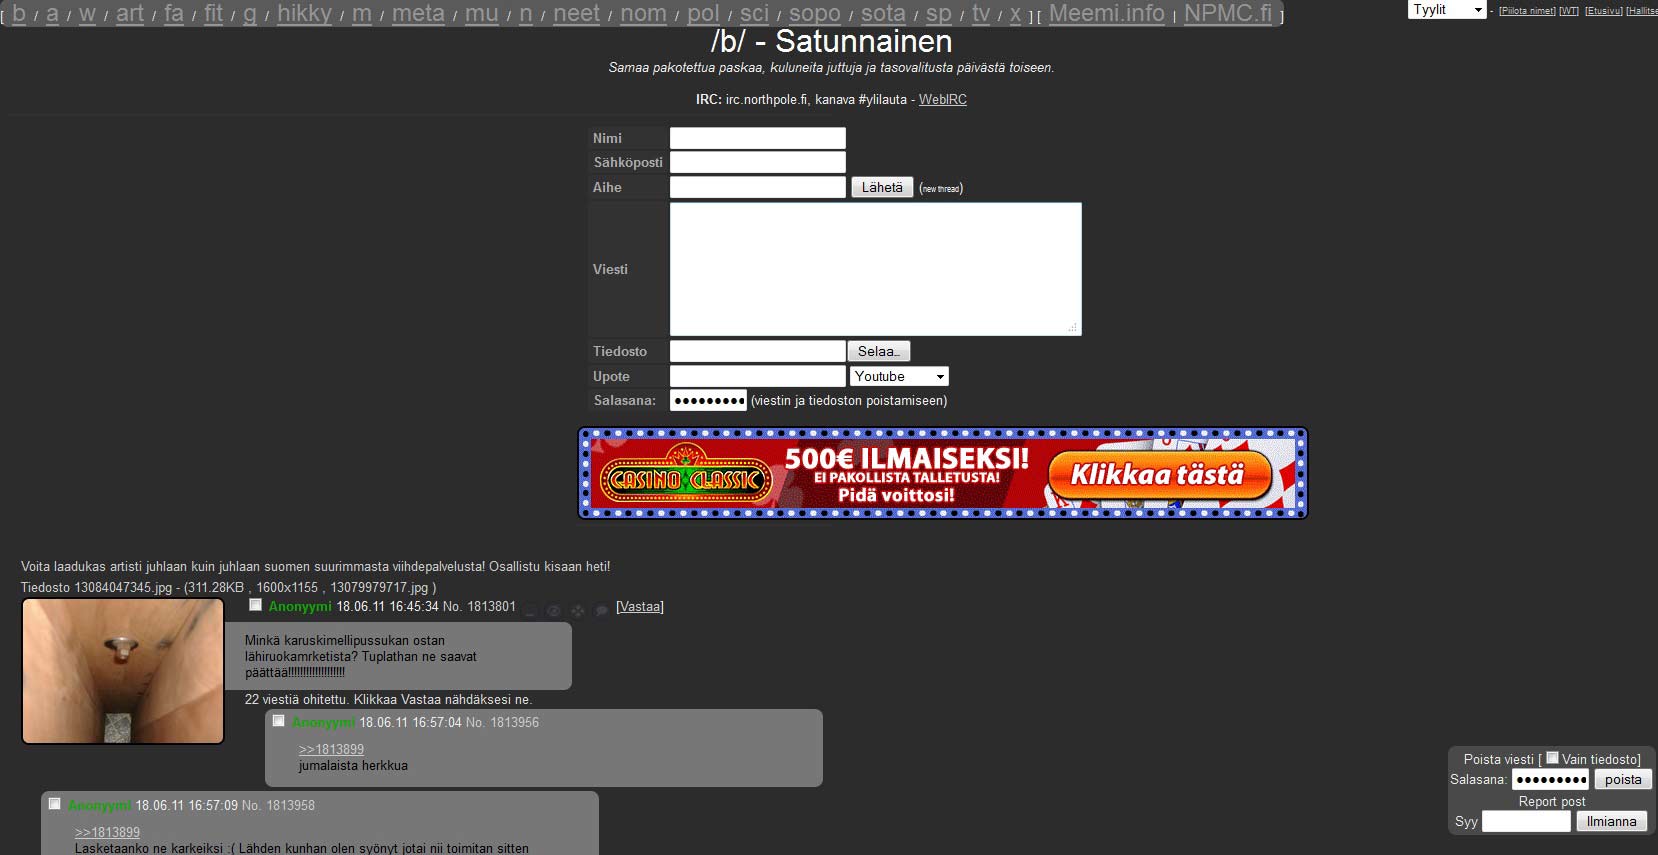 [ b / a / w / art / fa / fit / g / hikky / m / meta / mu / n / neet / nom / pol / sci / sopo / sota / sp / tv / x ] [ Meemi.info | NPMC.fi ]
Tyylit - [Piilota nimet] [WT] [Etusivu] [Hallitse
/b/ - Satunnainen
Samaa pakotettua paskaa, kuluneita juttuja ja tasovalitusta päivästä toiseen.
IRC: irc.northpole.fi, kanava #ylilauta - WebIRC
Nimi
Sähköposti
Aihe Lähetä (new thread)
Viesti
Tiedosto Selaa...
Upote Youtube
Salasana: ●●●●●●●●● (viestin ja tiedoston poistamiseen)
CASINO CLASSIC
500€ ILMAISEKSI!
EI PAKOLLISTA TALLETUSTA!
Pidä voittosi!
Klikkaa tästä
Voita laadukas artisti juhlaan kuin juhlaan suomen suurimmasta viihdepalvelusta! Osallistu kisaan heti!
Tiedosto 13084047345.jpg - (311.28KB , 1600x1155 , 13079979717.jpg )
Anonyymi 18.06.11 16:45:34 No. 1813801 [Vastaa]
Minkä karuskimellipussukan ostan
lähiruokamrketista? Tuplathan ne saavat
päättää!!!!!!!!!!!!!!!!!!!
22 viestiä ohitettu. Klikkaa Vastaa nähdäksesi ne.
Anonyymi 18.06.11 16:57:04 No. 1813956
>>1813899
jumalaista herkkua
Anonyymi 18.06.11 16:57:09 No. 1813958
>>1813899
Lasketaanko ne karkeiksi :( Lähden kunhan olen syönyt jotai nii toimitan sitten
Poista viesti [ Vain tiedosto]
Salasana: ●●●●●●●●● poista
Report post
Syy Ilmianna